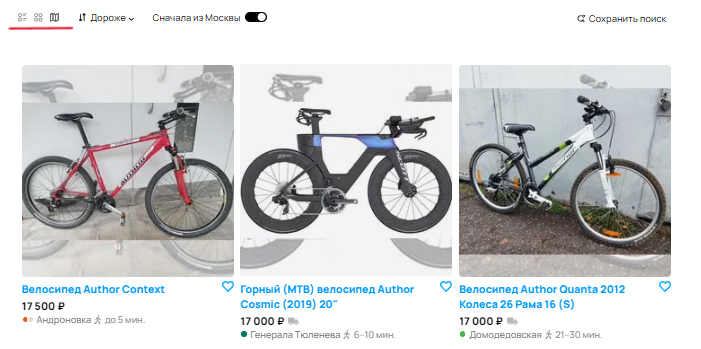 Дороже
Сначала из Москвы
Сохранить поиск
Велосипед Author Context
17 500 ₽
Андроновка до 5 мин.
Горный (MTB) велосипед Author
Cosmic (2019) 20"
17 000 ₽
Генерала Тюленева 6–10 мин.
Велосипед Author Quanta 2012
Колеса 26 Рама 16 (S)
17 000 ₽
Домодедовская 21–30 мин.